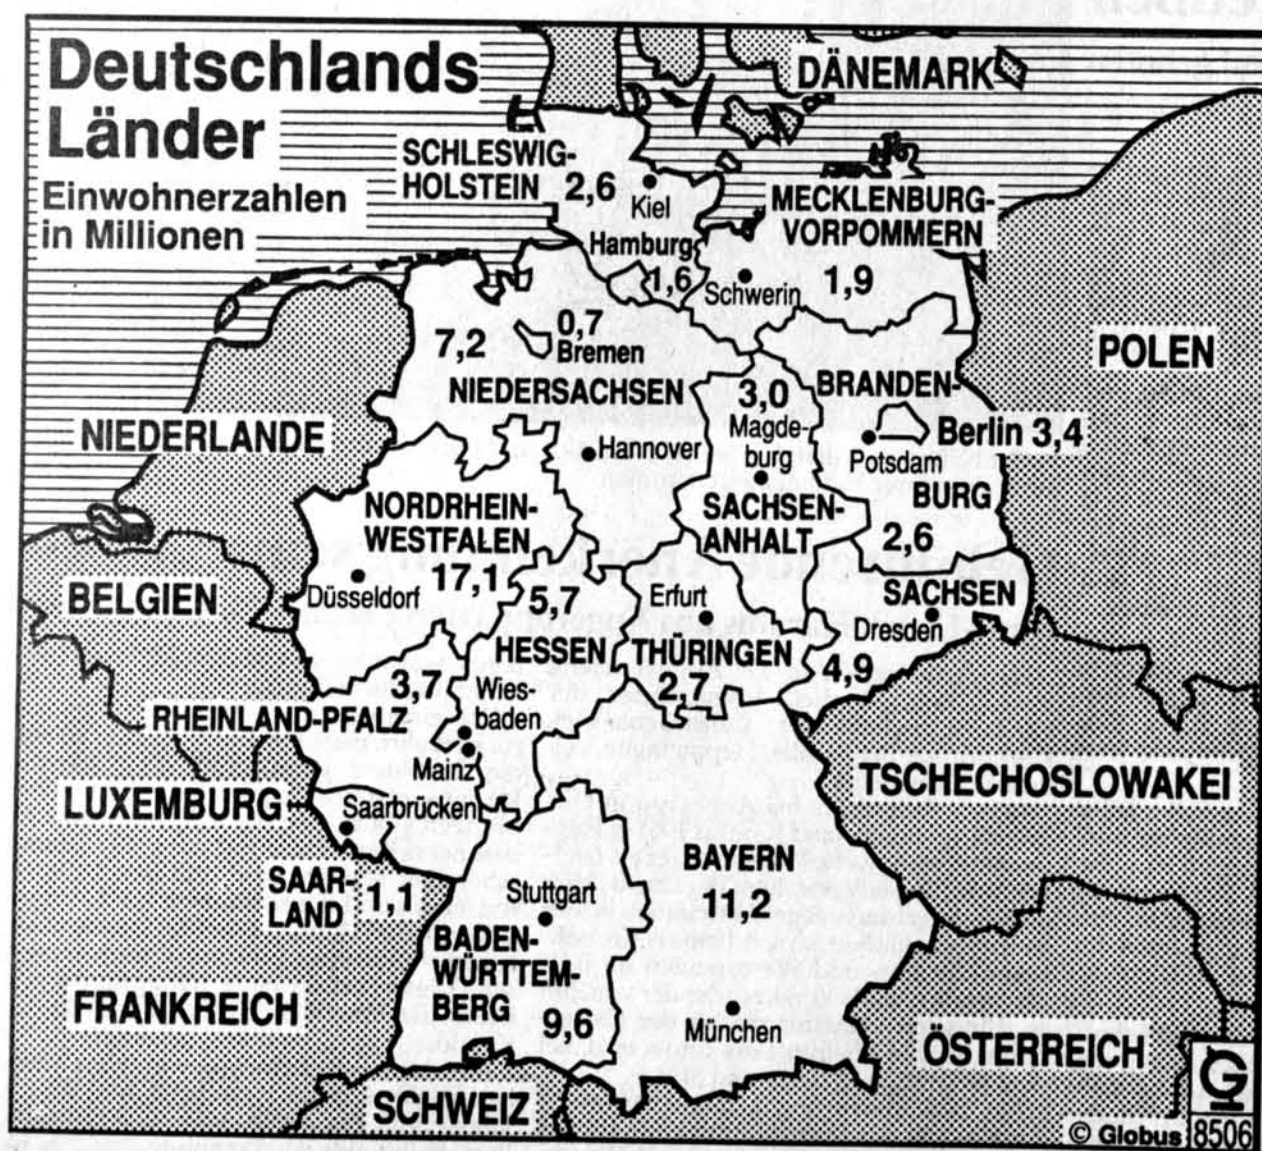 Deutschlands
Länder
Einwohnerzahlen
in Millionen
DÄNEMARK
SCHLESWIG-
HOLSTEIN 2,6
Kiel
MECKLENBURG-
VORPOMMERN
1,9
Schwerin
Hamburg
1,6
0,7
Bremen
7,2
NIEDERSACHSEN
Hannover
3,0
Magde-
burg
SACHSEN-
ANHALT
BRANDEN-
BURG
2,6
Berlin 3,4
Potsdam
POLEN
NIEDERLANDE
NORDRHEIN-
WESTFALEN
17,1
Düsseldorf
BELGIEN
5,7
HESSEN
Wies-
baden
Erfurt
THÜRINGEN
2,7
SACHSEN
Dresden
4,9
3,7
RHEINLAND-PFALZ
Mainz
LUXEMBURG
Saarbrücken
SAAR-
LAND
1,1
TSCHECHOSLOWAKEI
BAYERN
11,2
München
Stuttgart
BADEN-
WÜRTTEM-
BERG
9,6
FRANKREICH
SCHWEIZ
ÖSTERREICH
G
© Globus
8506